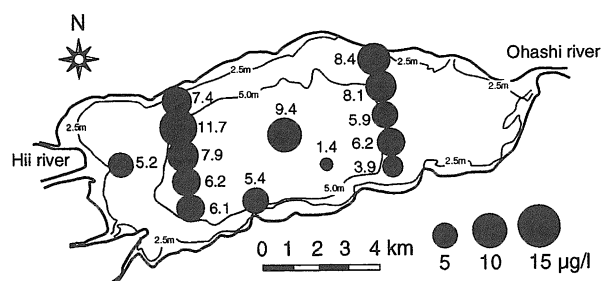 N
Ohashi river
Hii river
2.5m
2.5m
2.5m
2.5m
2.5m
5.0m
5.0m
8.4
8.1
5.9
6.2
3.9
7.4
11.7
7.9
6.2
6.1
9.4
1.4
5.2
5.4
0 1 2 3 4 km
5 10 15 µg/l